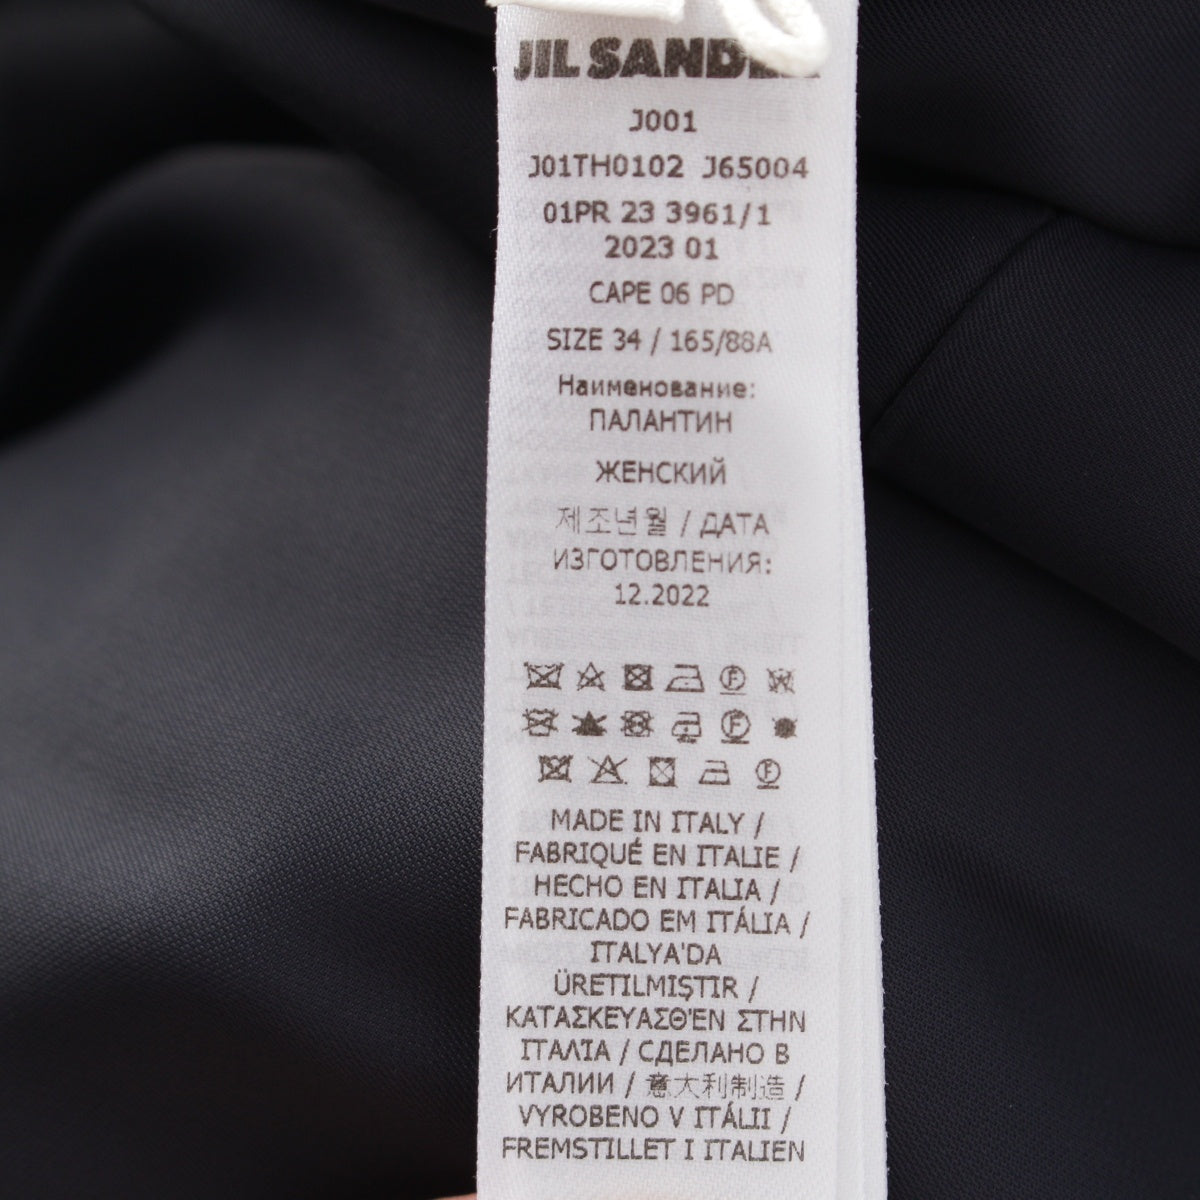 JIL SANDER
J001
J01TH0102 J65004
01PR 23 3961/1
2023 01
CAPE 06 PD
SIZE 34 / 165/88A
Наименование:
ПАЛАНТИН
ЖЕНСКИЙ
제조년월 / ДАТА
ИЗГОТОВЛЕНИЯ:
12.2022
MADE IN ITALY /
FABRIQUÉ EN ITALIE /
HECHO EN ITALIA /
FABRICADO EM ITÁLIA /
ITALYA'DA
ÜRETILMIŞTIR /
ΚΑΤΑΣΚΕΥΑΣΘΈΝ ΣΤΗΝ
ΙΤΑΛΊΑ / СДЕЛАНО В
ИТАЛИИ / 意大利制造 /
VYROBENO V ITÁLII /
FREMSTILLET I ITALIEN